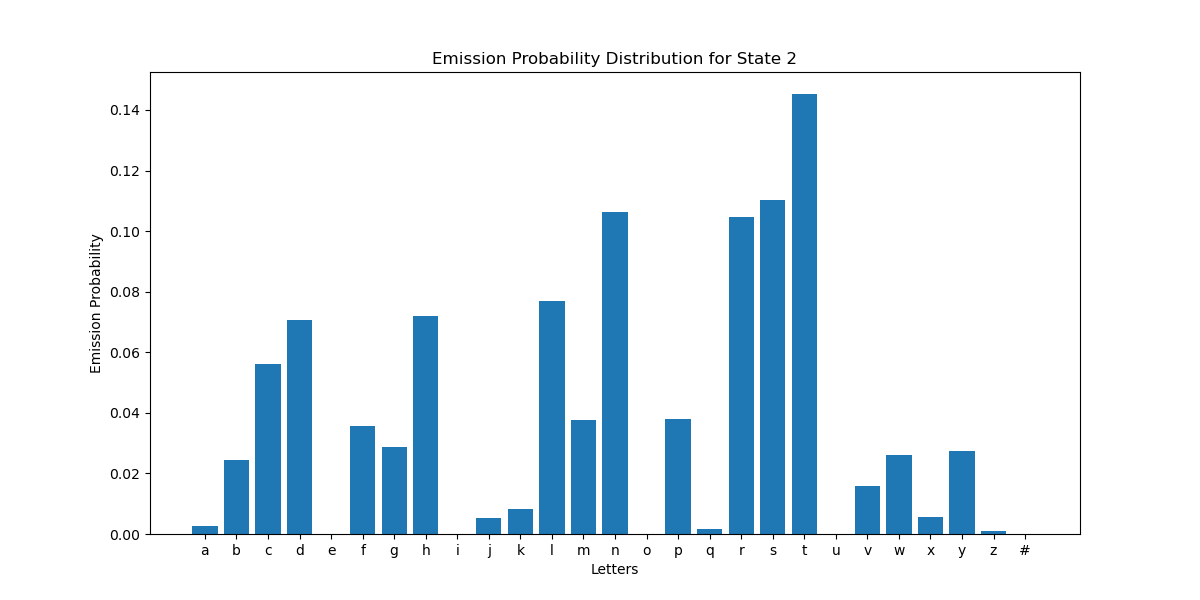 Emission Probability Distribution for State 2
Emission Probability
0.14
0.12
0.10
0.08
0.06
0.04
0.02
0.00
a b c d e f g h i j k l m n o p q r s t u v w x y z #
Letters